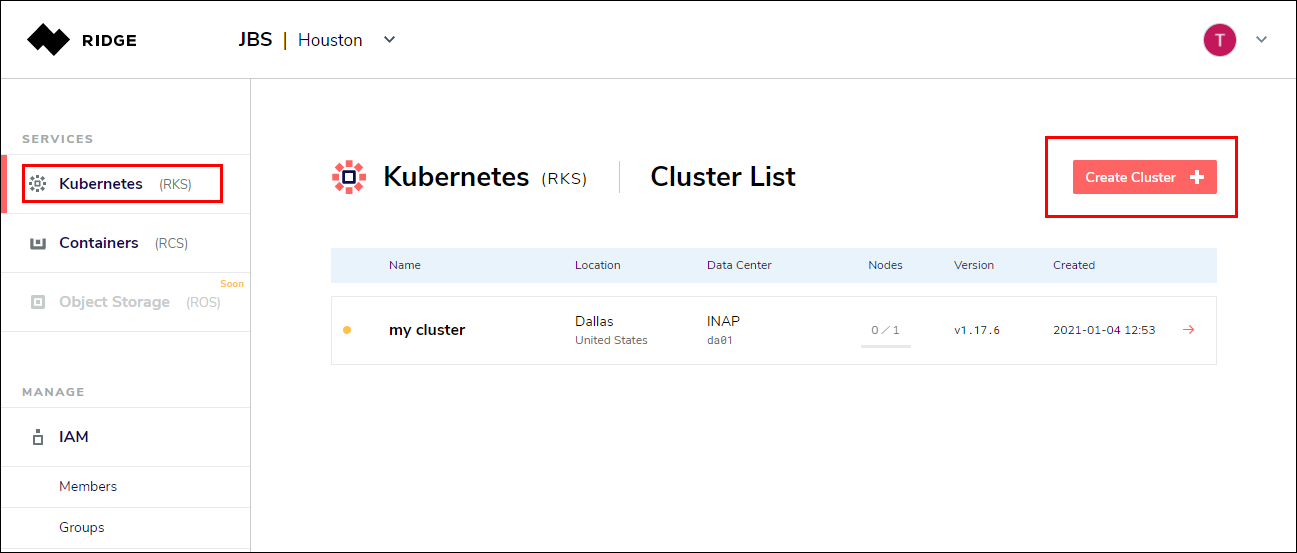 RIDGE
JBS | Houston
T
SERVICES
Kubernetes (RKS)
Containers (RCS)
Soon
Object Storage (ROS)
MANAGE
IAM
Members
Groups
Kubernetes (RKS) | Cluster List
Create Cluster
Name Location Data Center Nodes Version Created
my cluster Dallas INAP 0 / 1 v1.17.6 2021-01-04 12:53
United States da01